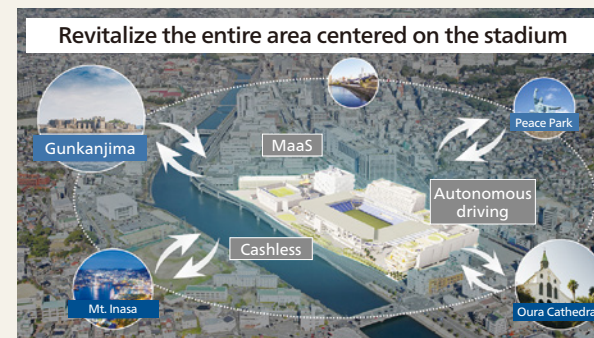 Revitalize the entire area centered on the stadium
Gunkanjima
Peace Park
MaaS
Autonomous
driving
Cashless
Mt. Inasa
Oura Cathedra